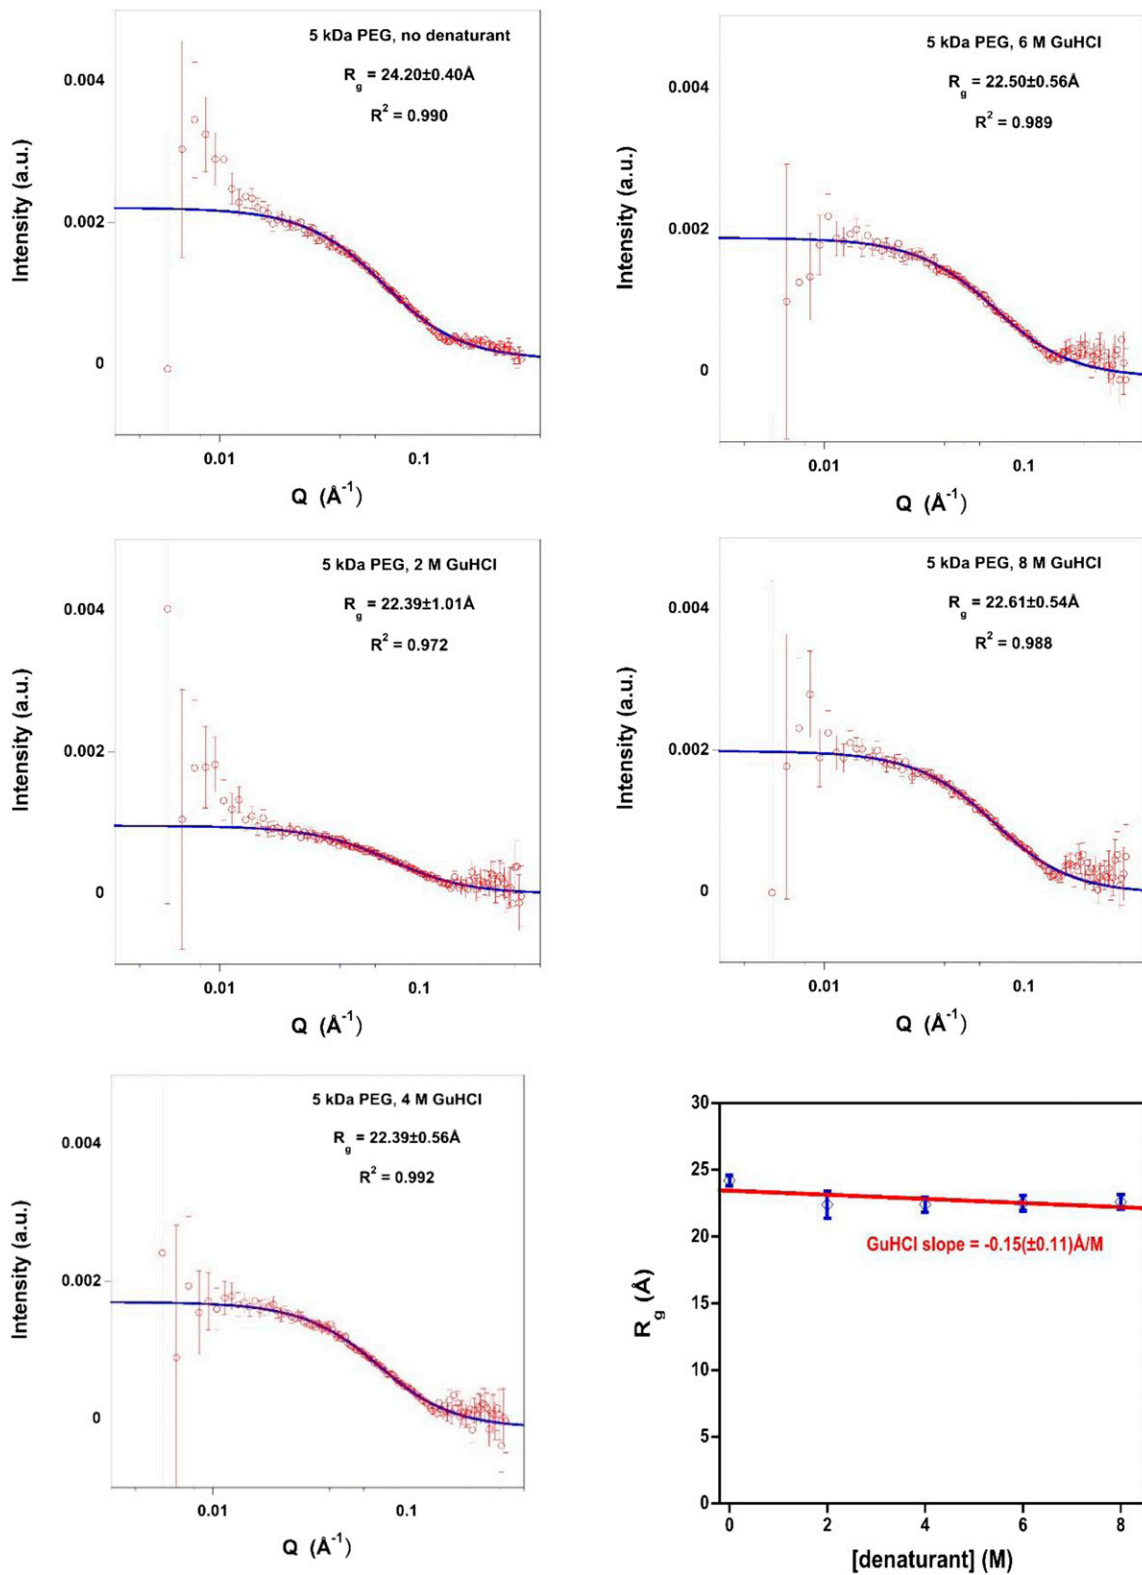 5 kDa PEG, no denaturant
R_g = 24.20±0.40Å
R² = 0.990
0.004
0.002
0
Intensity (a.u.)
0.01
0.1
Q (Å⁻¹)
5 kDa PEG, 6 M GuHCl
R_g = 22.50±0.56Å
R² = 0.989
0.004
0.002
0
Intensity (a.u.)
0.01
0.1
Q (Å⁻¹)
5 kDa PEG, 2 M GuHCl
R_g = 22.39±1.01Å
R² = 0.972
0.004
0.002
0
Intensity (a.u.)
0.01
0.1
Q (Å⁻¹)
5 kDa PEG, 8 M GuHCl
R_g = 22.61±0.54Å
R² = 0.988
0.004
0.002
0
Intensity (a.u.)
0.01
0.1
Q (Å⁻¹)
5 kDa PEG, 4 M GuHCl
R_g = 22.39±0.56Å
R² = 0.992
0.004
0.002
0
Intensity (a.u.)
0.01
0.1
Q (Å⁻¹)
30
25
20
15
10
5
0
R_g (Å)
GuHCl slope = -0.15(±0.11)Å/M
0 2 4 6 8
[denaturant] (M)